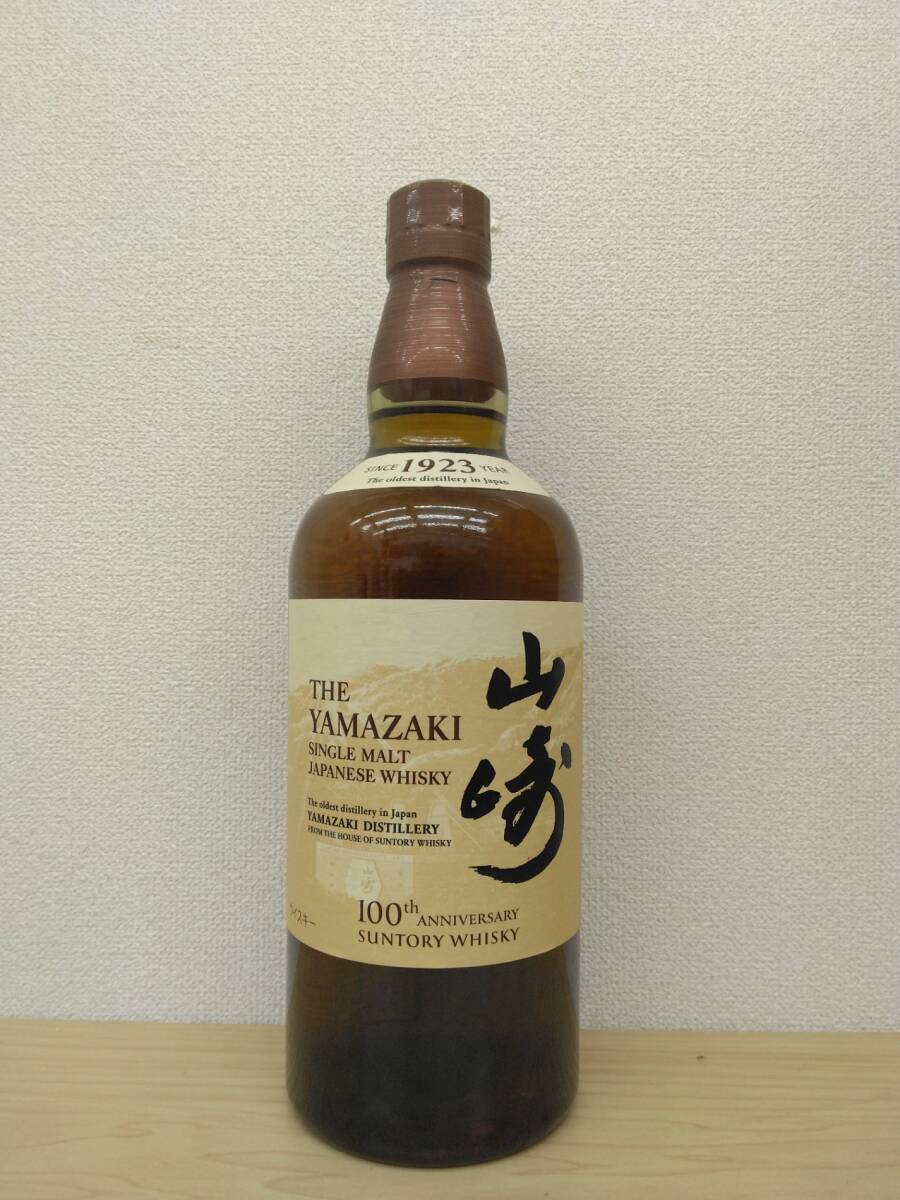 SINCE 1923 YEAR
The oldest distillery in Japan
山崎
THE
YAMAZAKI
SINGLE MALT
JAPANESE WHISKY
The oldest distillery in Japan
YAMAZAKI DISTILLERY
FROM THE HOUSE OF SUNTORY WHISKY
山崎
ウイスキー
100th ANNIVERSARY
SUNTORY WHISKY